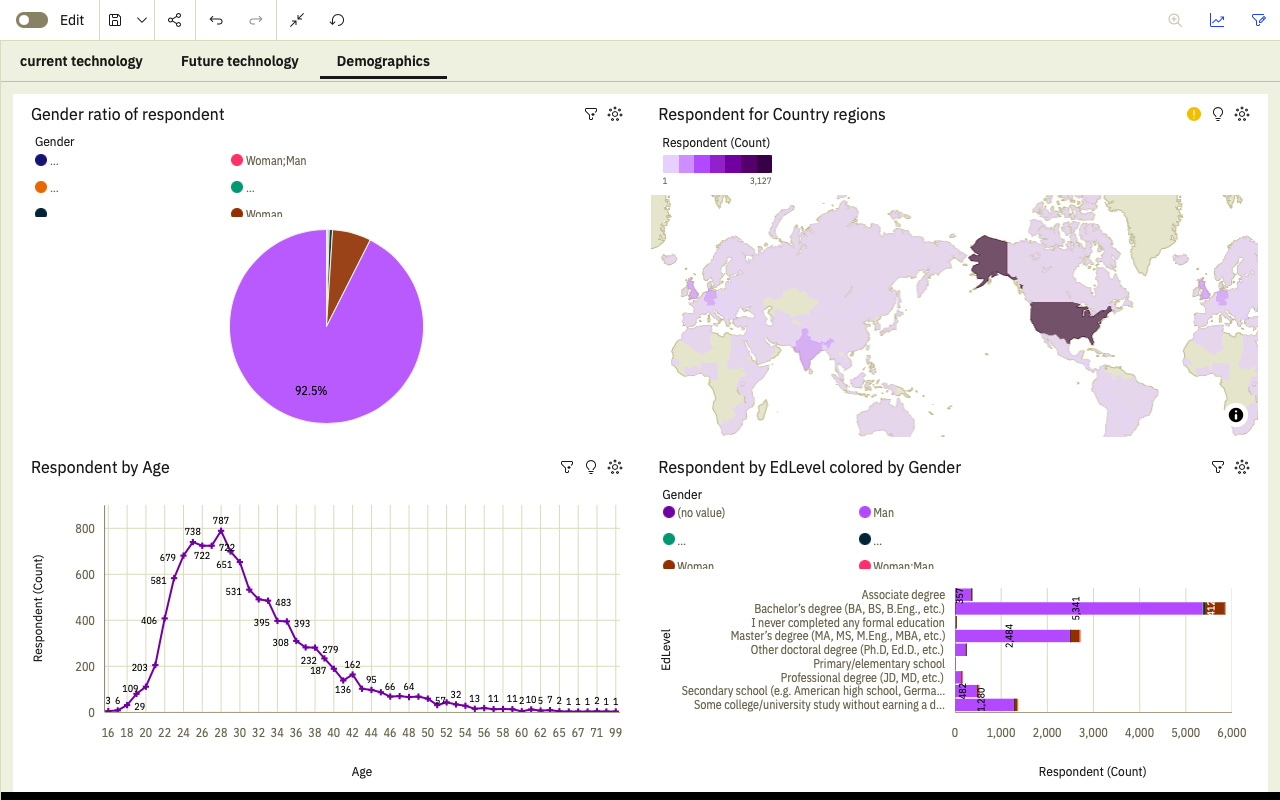 Edit
current technology Future technology Demographics
Gender ratio of respondent
Gender
... Woman;Man
... ...
Woman
92.5%
Respondent for Country regions
Respondent (Count)
1 3,127
Respondent by Age
Respondent (Count)
800
600
400
200
0
3 6 29 109 203 406 581 679 738 722 787 722 651 531 483 395 393 308 232 279 187 136 162 95 66 64 57 32 13 11 11 2 10 5 7 2 1 1 1 2 1 1
16 18 20 22 24 26 28 30 32 34 36 38 40 42 44 46 48 50 52 54 56 58 60 62 65 67 71 99
Age
Respondent by EdLevel colored by Gender
Gender
(no value) Man
... ...
Woman Woman;Man
EdLevel
Associate degree 357
Bachelor's degree (BA, BS, B.Eng., etc.) 5,341 412
I never completed any formal education
Master's degree (MA, MS, M.Eng., MBA, etc.) 2,484
Other doctoral degree (Ph.D, Ed.D., etc.)
Primary/elementary school
Professional degree (JD, MD, etc.)
Secondary school (e.g. American high school, Germa... 482
Some college/university study without earning a d... 1,280
0 1,000 2,000 3,000 4,000 5,000 6,000
Respondent (Count)